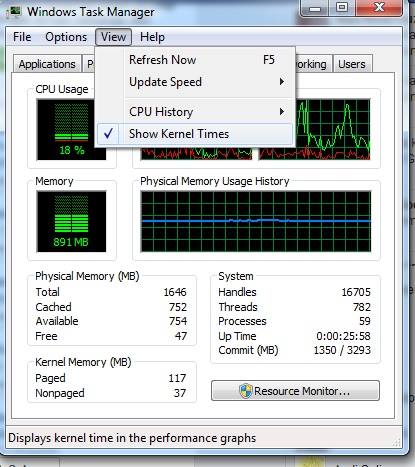 Windows Task Manager
File Options View Help
Refresh Now F5
Update Speed
CPU History
Show Kernel Times
Applications Users
CPU Usage
18 %
Memory Physical Memory Usage History
891 MB
Physical Memory (MB)
Total 1646
Cached 752
Available 754
Free 47
Kernel Memory (MB)
Paged 117
Nonpaged 37
System
Handles 16705
Threads 782
Processes 59
Up Time 0:00:25:58
Commit (MB) 1350 / 3293
Resource Monitor...
Displays kernel time in the performance graphs